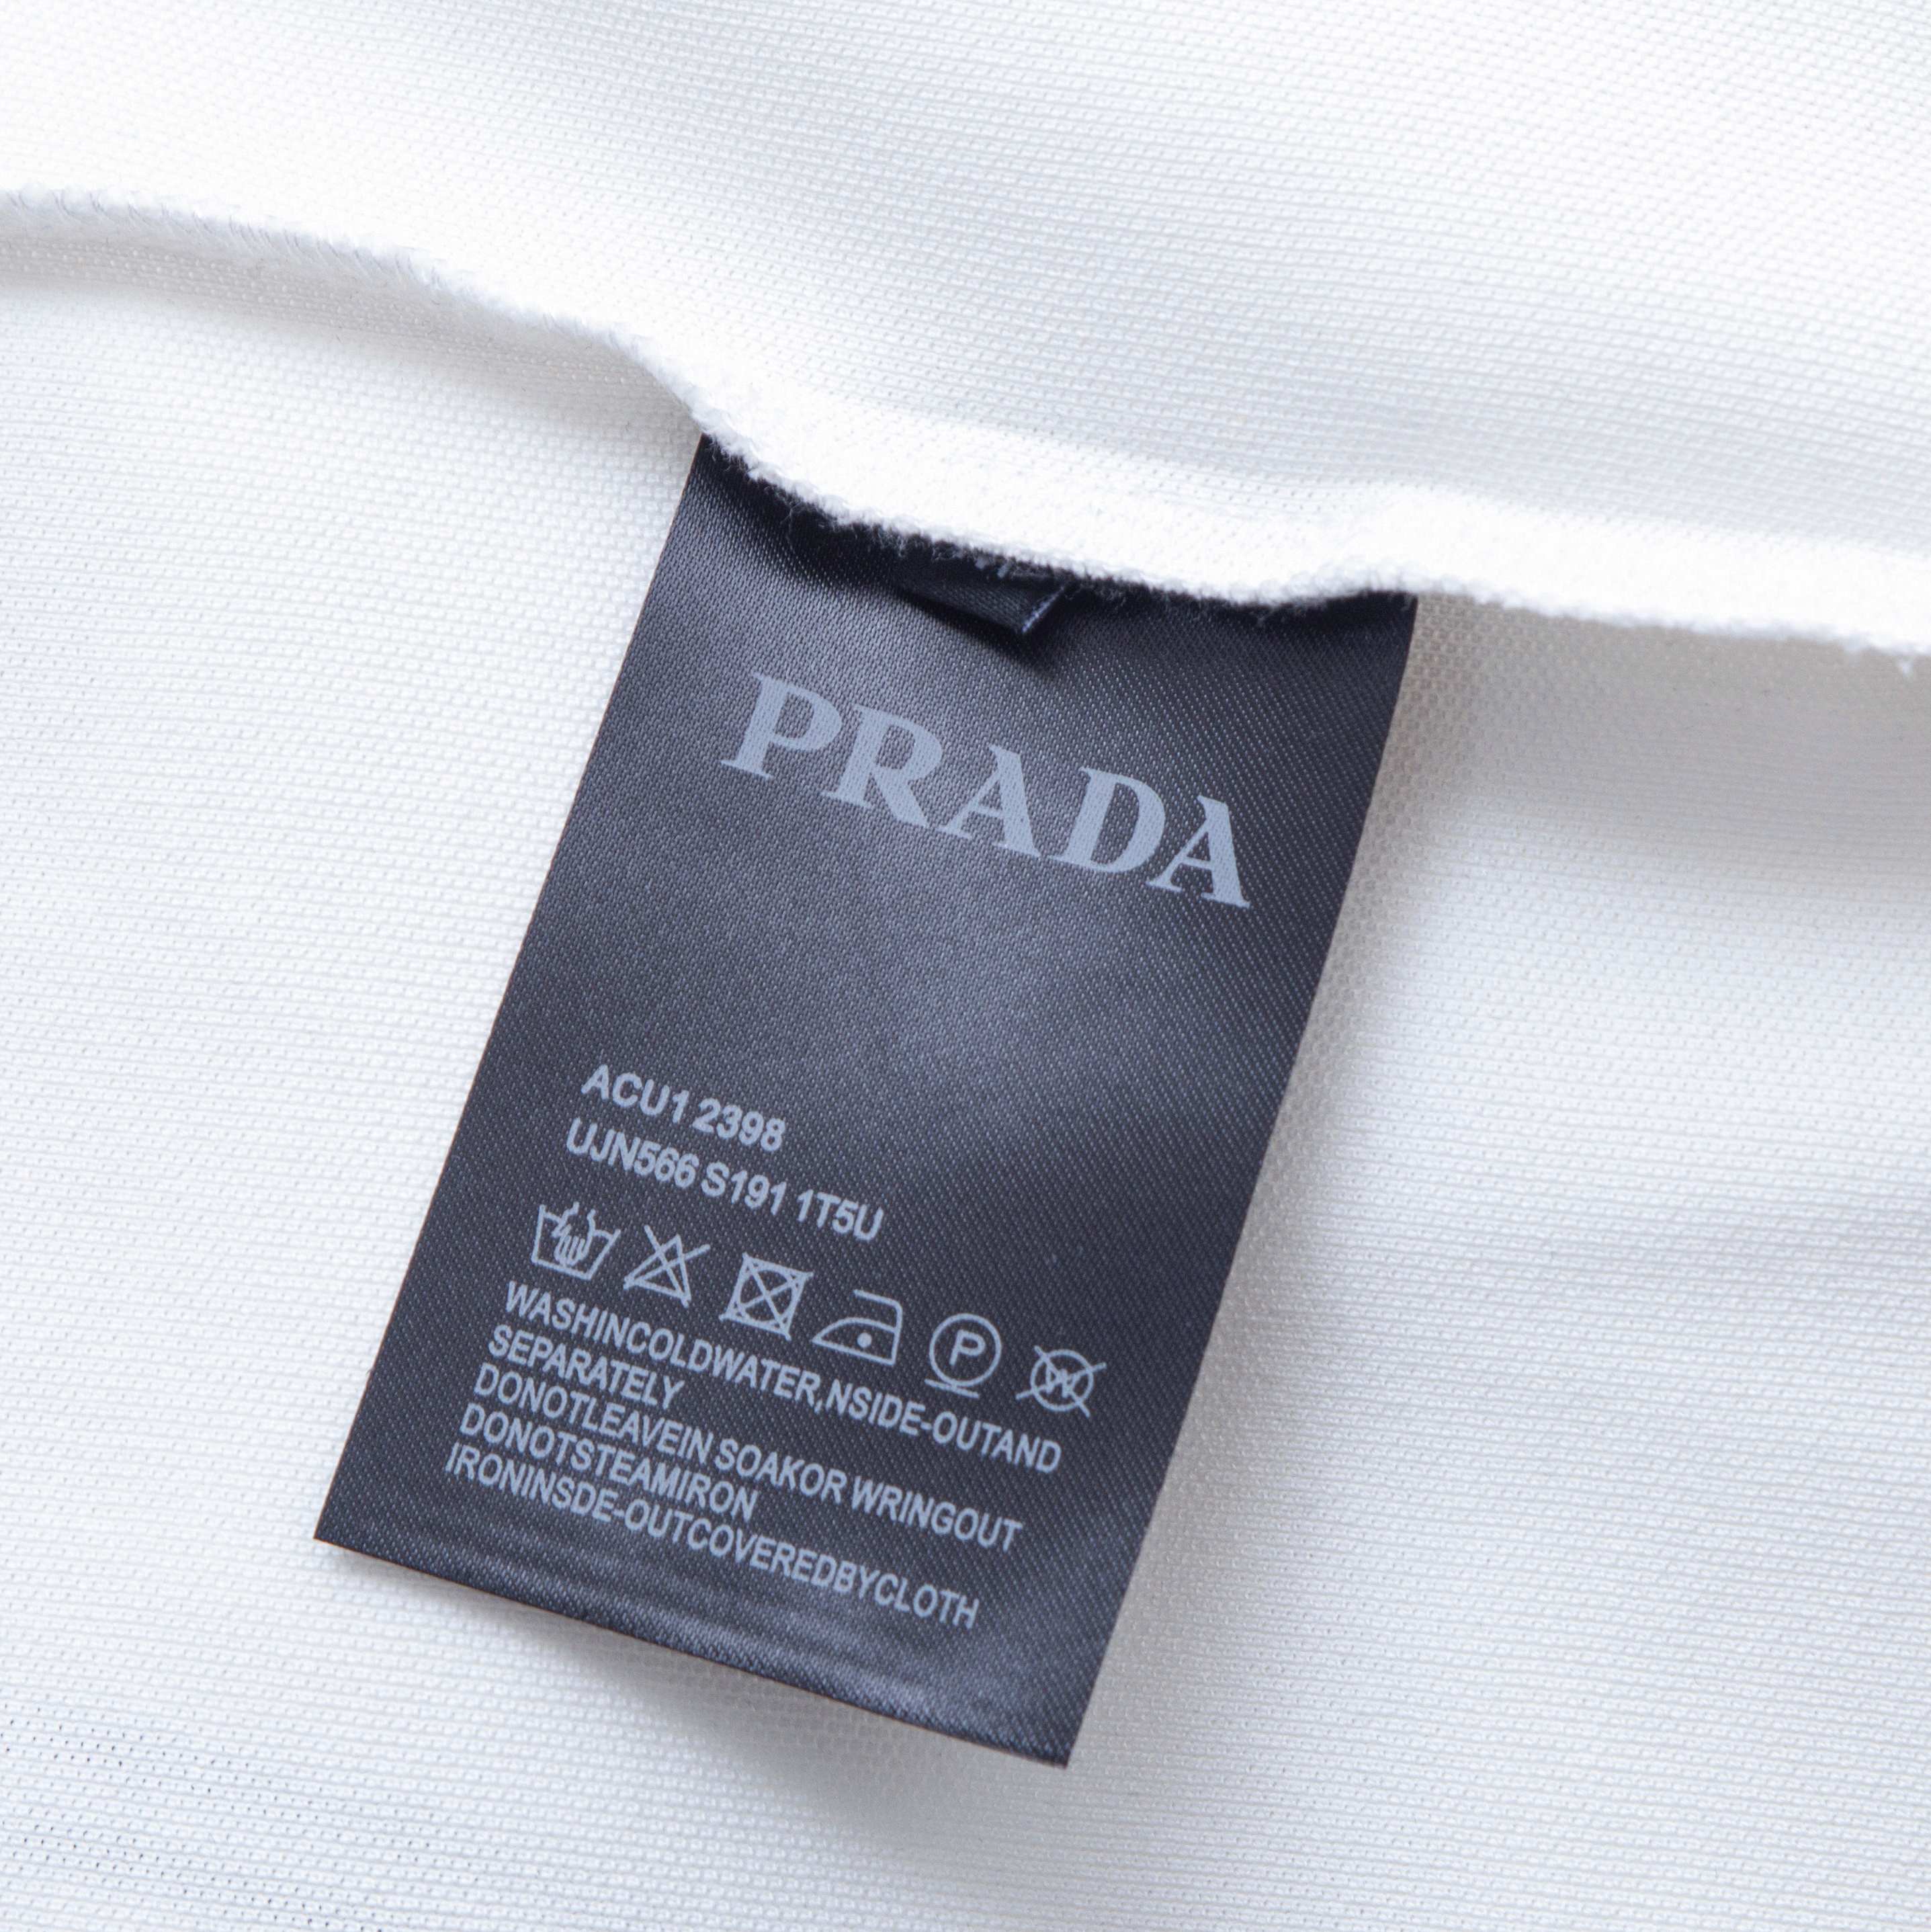 PRADA
ACU1 2398
UJN566 S191 1T5U
P W
WASHINCOLDWATER,NSIDE-OUTAND
SEPARATELY
DONOTLEAVEIN SOAKOR WRINGOUT
DONOTSTEAMIRON
IRONINSDE-OUTCOVEREDBYCLOTH